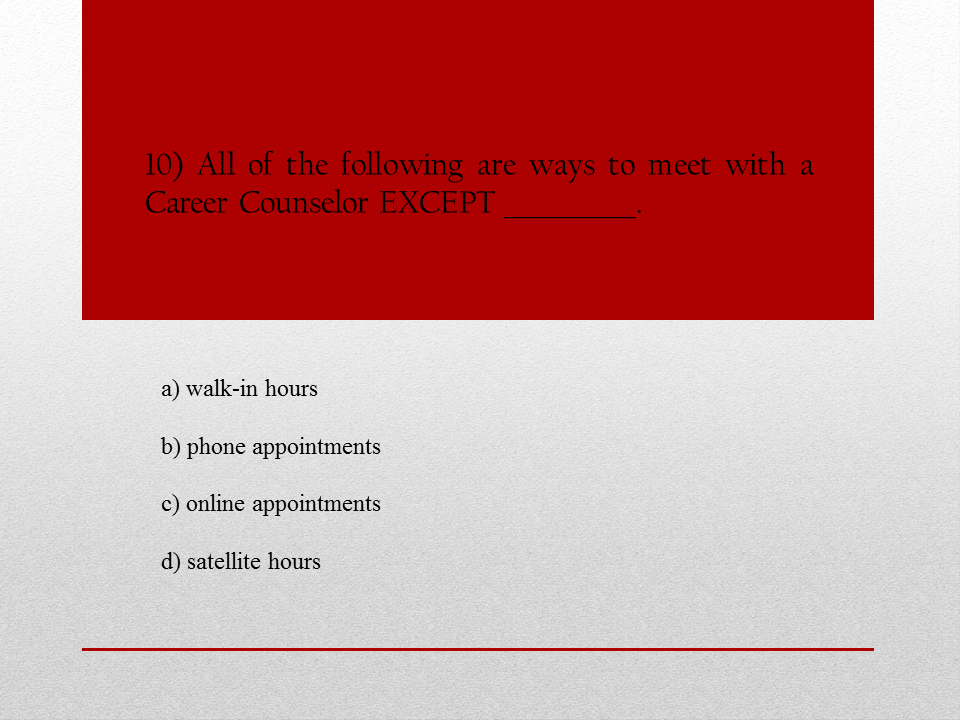 10) All of the following are ways to meet with a
Career Counselor EXCEPT _________.
a) walk-in hours
b) phone appointments
c) online appointments
d) satellite hours